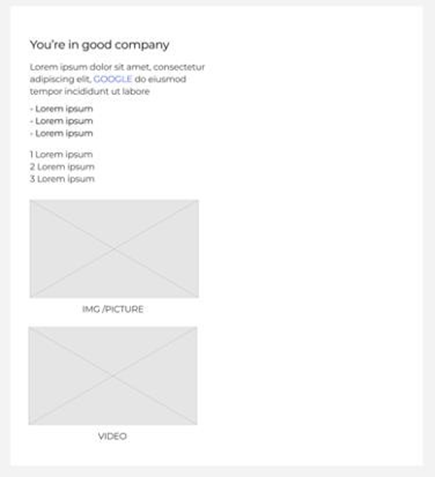 You're in good company
Lorem ipsum dolor sit amet, consectetur
adipiscing elit, GOOGLE do eiusmod
tempor incididunt ut labore
- Lorem ipsum
- Lorem ipsum
- Lorem ipsum
1 Lorem ipsum
2 Lorem ipsum
3 Lorem ipsum
IMG /PICTURE
VIDEO